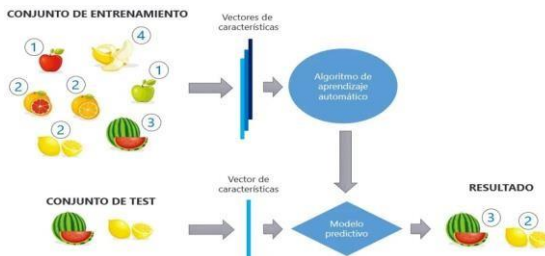 CONJUNTO DE ENTRENAMIENTO
1
4
1
2
2
2
3
Vectores de
características
Algoritmo de
aprendizaje
automático
CONJUNTO DE TEST
Vector de
características
Modelo
predictivo
RESULTADO
3
2